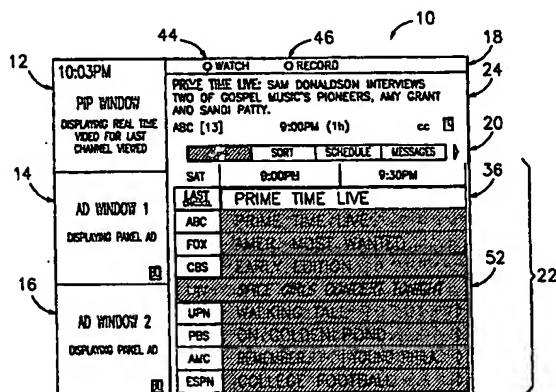 44 46 10
WATCH RECORD 18
12 10:03PM
PIP WINDOW
DISPLAYING REAL TIME
VIDEO FOR LAST
CHANNEL VIEWED
PRIME TIME LIVE: SAM DONALDSON INTERVIEWS
TWO OF GOSPEL MUSIC'S PIONEERS, AMY GRANT
AND SANDI PATTY.
24
ABC [13] 9:00PM (1h) CC
20
SORT SCHEDULE MESSAGES
14
SAT 9:00PM 9:30PM
36
AD WINDOW 1
DISPLAYING PANEL AD
LAST PRIME TIME LIVE
ABC PRIME TIME LIVE
FOX AMER. MOST WANTED
CBS EARLY EDITION
52
22
16
AD WINDOW 2
DISPLAYING PANEL AD
UPN WALKING TALL
PBS ON GOLDEN POND
AMC REMEMBER
ESPN COLLEGE FOOTBALL